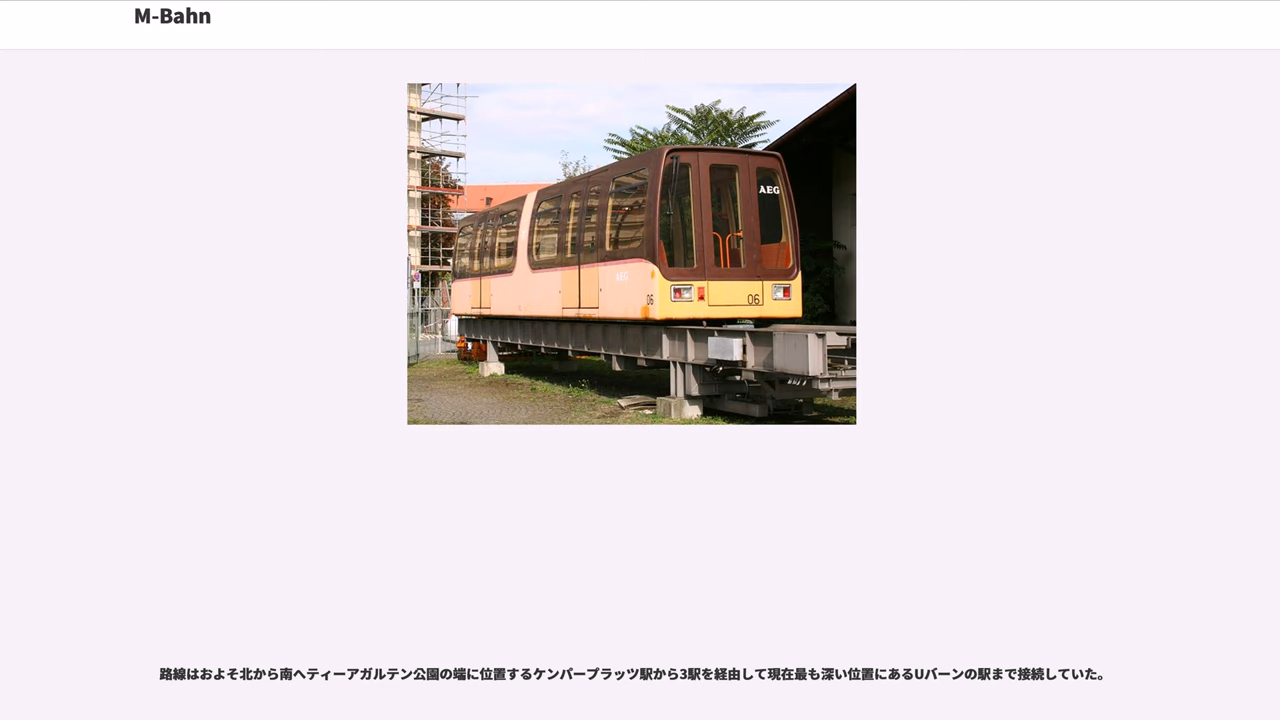 M-Bahn
AEG
AEG
06
06
路線はおよそ北から南へティーアガルテン公園の端に位置するケンパープラッツ駅から3駅を経由して現在最も深い位置にあるUバーンの駅まで接続していた。